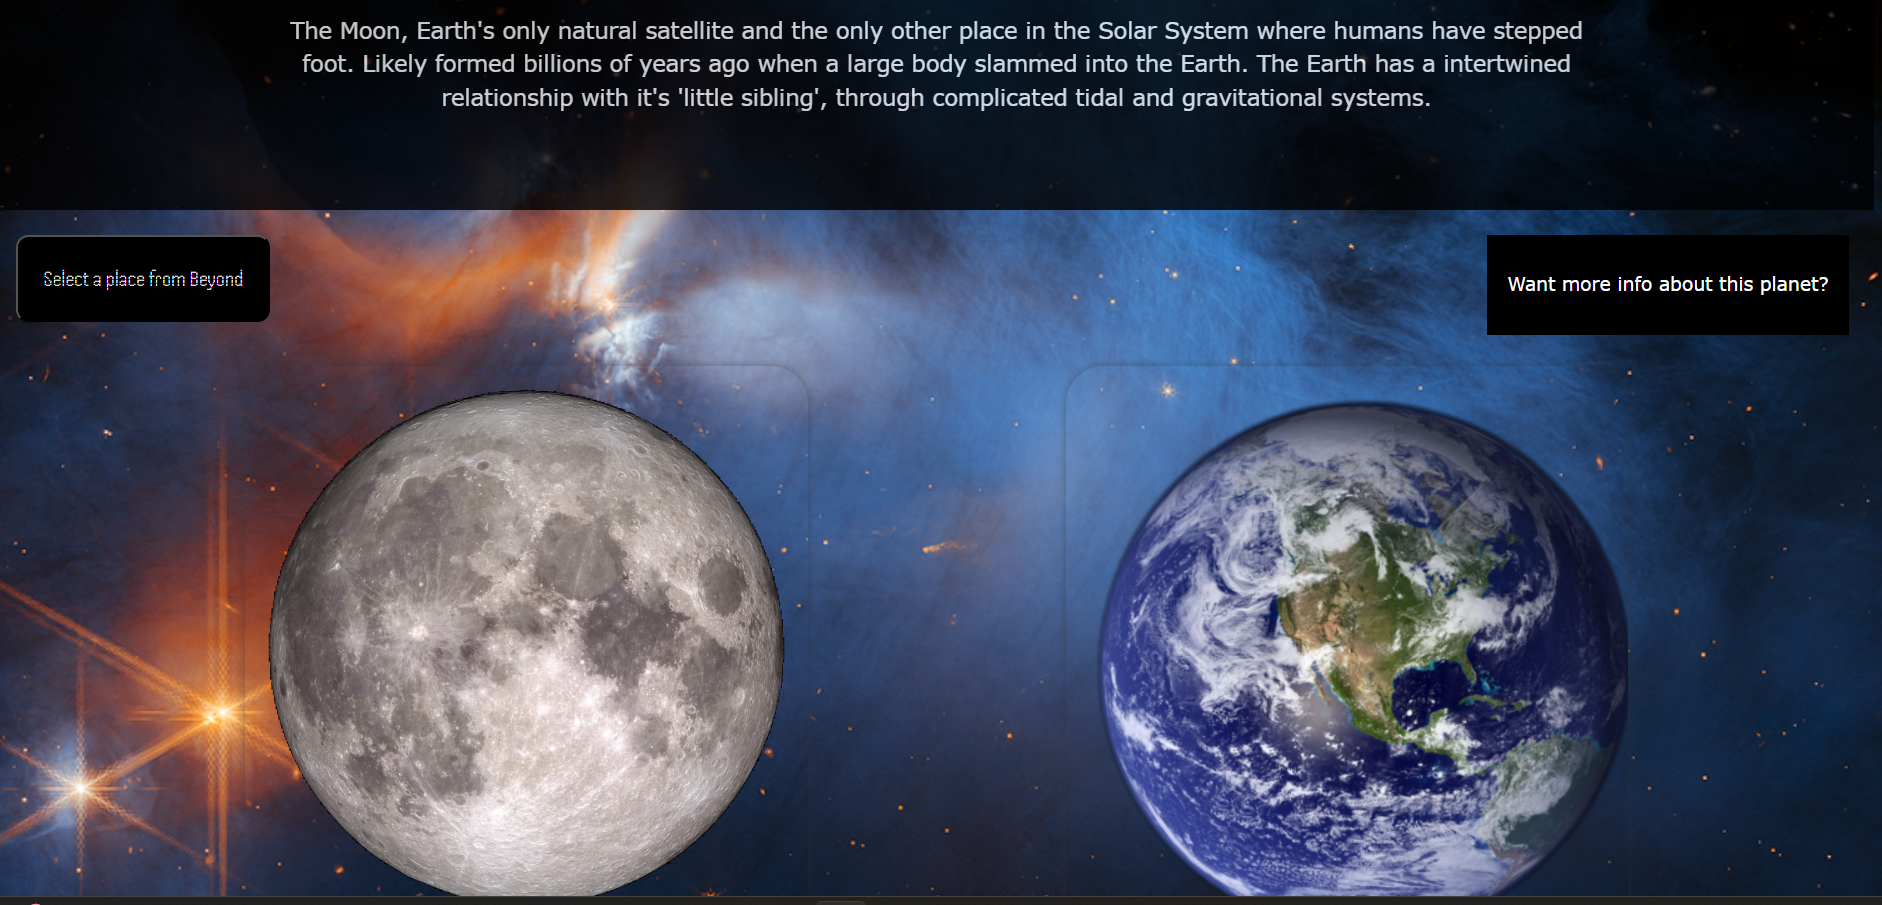 The Moon, Earth's only natural satellite and the only other place in the Solar System where humans have stepped
foot. Likely formed billions of years ago when a large body slammed into the Earth. The Earth has a intertwined
relationship with it's 'little sibling', through complicated tidal and gravitational systems.
Select a place from Beyond
Want more info about this planet?